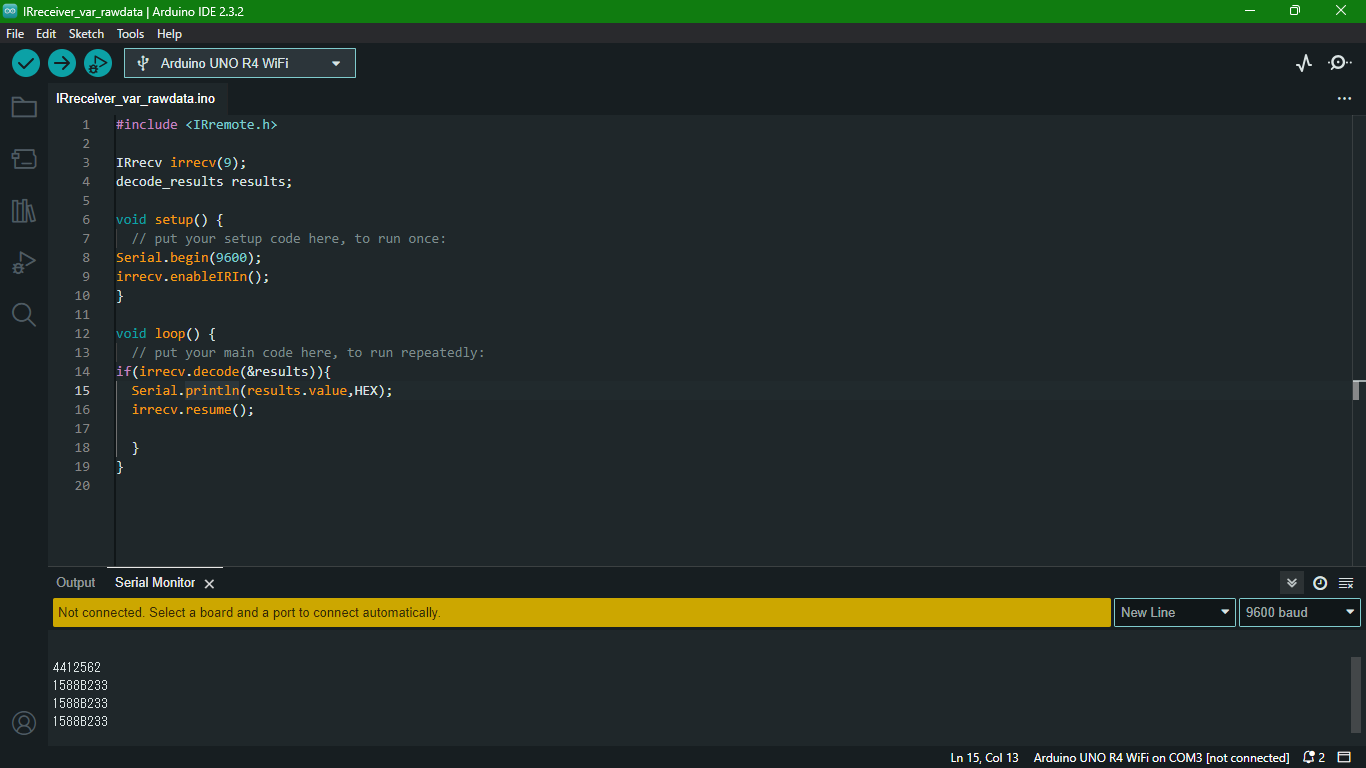 IRreceiver_var_rawdata | Arduino IDE 2.3.2
File Edit Sketch Tools Help
Arduino UNO R4 WiFi
IRreceiver_var_rawdata.ino
1 #include <IRremote.h>
2
3 IRrecv irrecv(9);
4 decode_results results;
5
6 void setup() {
7 // put your setup code here, to run once:
8 Serial.begin(9600);
9 irrecv.enableIRIn();
10 }
11
12 void loop() {
13 // put your main code here, to run repeatedly:
14 if(irrecv.decode(&results)){
15 Serial.println(results.value,HEX);
16 irrecv.resume();
17
18 }
19 }
20
Output Serial Monitor
Not connected. Select a board and a port to connect automatically.
New Line 9600 baud
4412562
1588B233
1588B233
1588B233
Ln 15, Col 13 Arduino UNO R4 WiFi on COM3 [not connected] 2